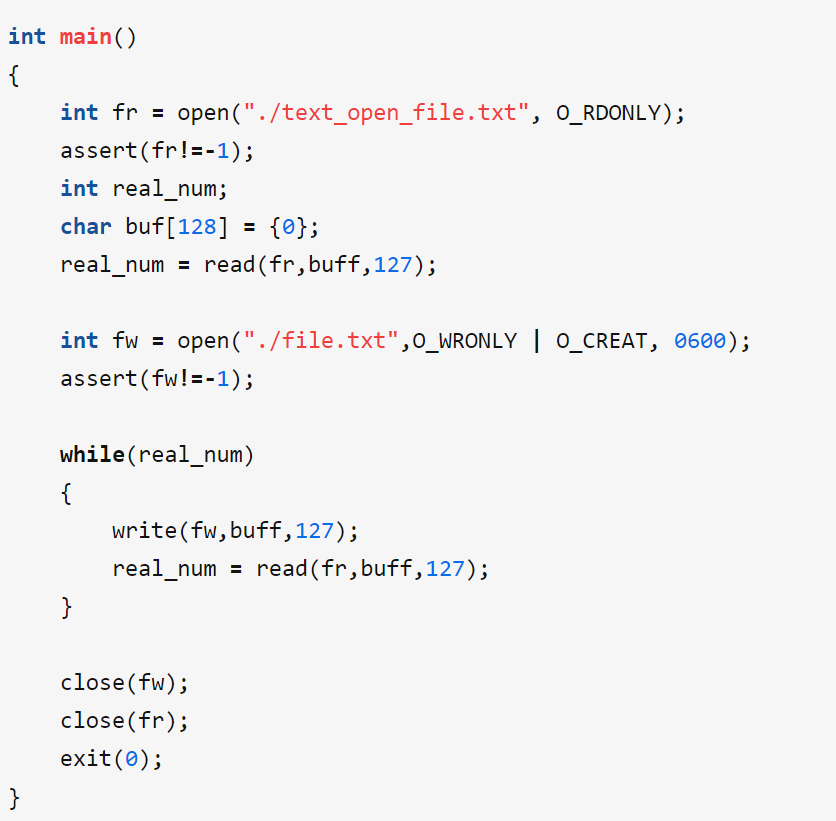 int main()
{
    int fr = open("./text_open_file.txt", O_RDONLY);
    assert(fr!=-1);
    int real_num;
    char buf[128] = {0};
    real_num = read(fr,buff,127);

    int fw = open("./file.txt",O_WRONLY | O_CREAT, 0600);
    assert(fw!=-1);

    while(real_num)
    {
        write(fw,buff,127);
        real_num = read(fr,buff,127);
    }

    close(fw);
    close(fr);
    exit(0);
}